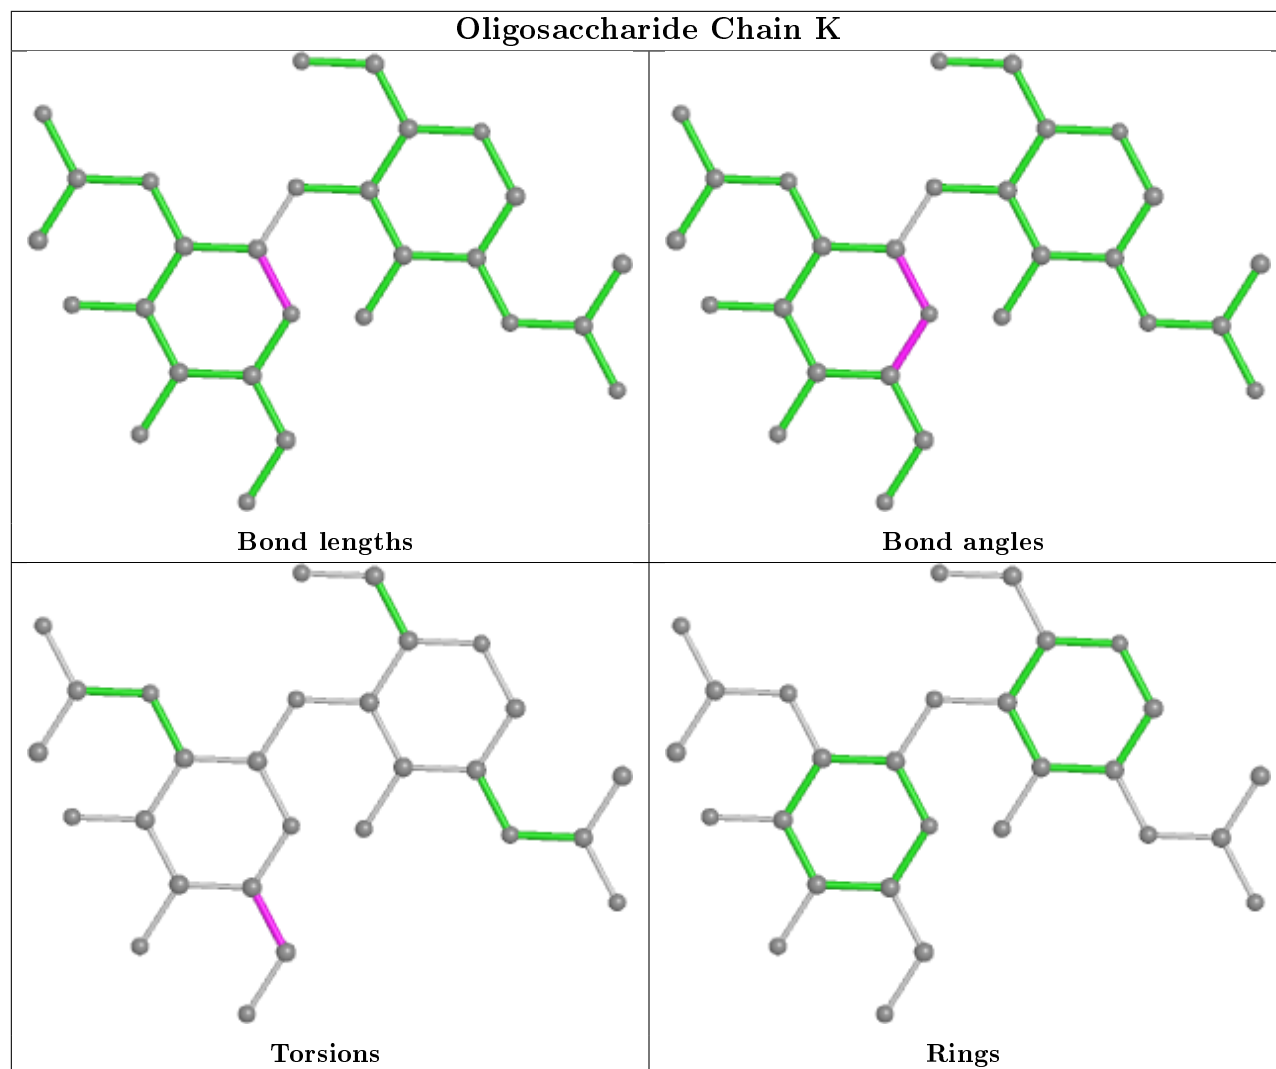 Oligosaccharide Chain K
Bond lengths
Bond angles
Torsions
Rings